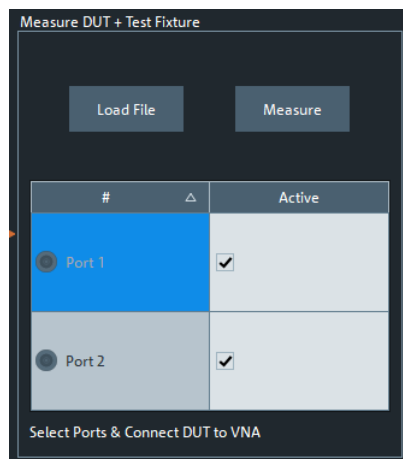 Measure DUT + Test Fixture
Load File
Measure
#
Active
Port 1
Port 2
Select Ports & Connect DUT to VNA